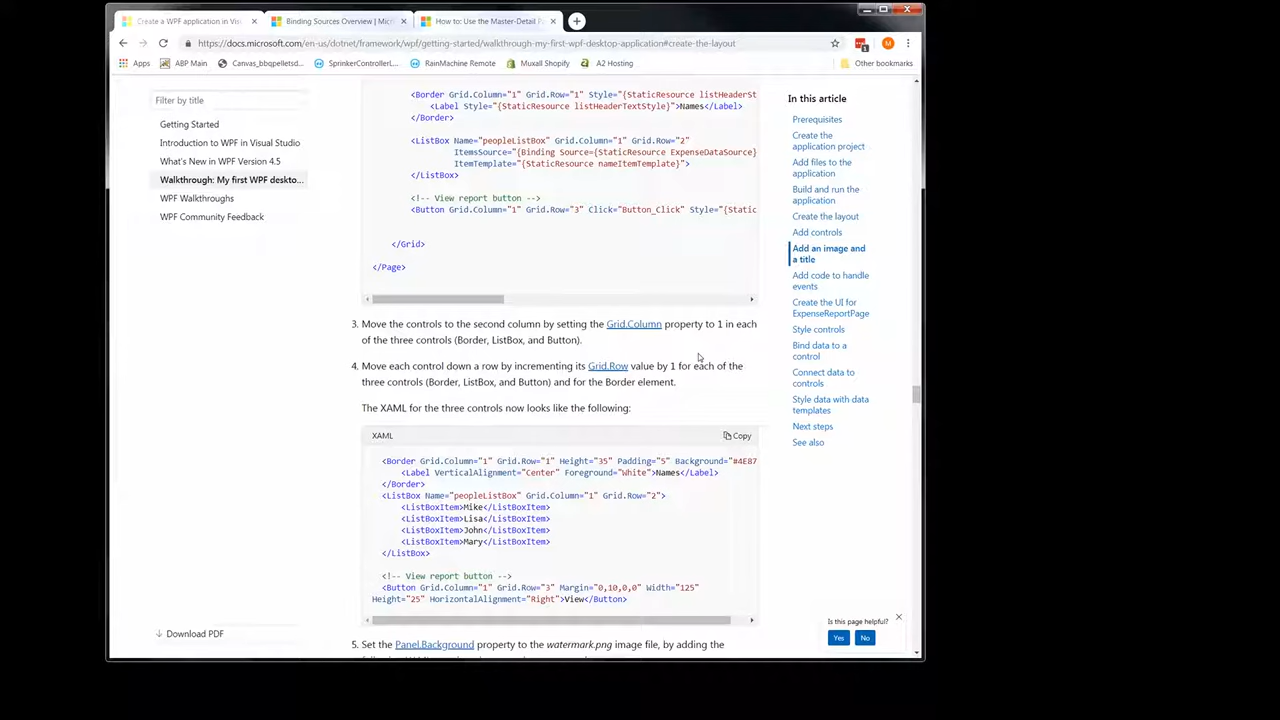 Create a WPF application in Visu
Binding Sources Overview | Micr
How to: Use the Master-Detail P
https://docs.microsoft.com/en-us/dotnet/framework/wpf/getting-started/walkthrough-my-first-wpf-desktop-application#create-the-layout
M
Apps
ABP Main
Canvas_bbqpelletsd...
SprinkerControllerL...
RainMachine Remote
Muxall Shopify
A2 Hosting
Other bookmarks
Filter by title
Getting Started
Introduction to WPF in Visual Studio
What's New in WPF Version 4.5
Walkthrough: My first WPF deskto...
WPF Walkthroughs
WPF Community Feedback
Download PDF
<Border Grid.Column="1" Grid.Row="1" Style="{StaticResource listHeaderSt
<Label Style="{StaticResource listHeaderTextStyle}">Names</Label>
</Border>
<ListBox Name="peopleListBox" Grid.Column="1" Grid.Row="2"
ItemsSource="{Binding Source={StaticResource ExpenseDataSource}
ItemTemplate="{StaticResource nameItemTemplate}">
</ListBox>
<!-- View report button -->
<Button Grid.Column="1" Grid.Row="3" Click="Button_Click" Style="{Static
</Grid>
</Page>
3. Move the controls to the second column by setting the Grid.Column property to 1 in each
of the three controls (Border, ListBox, and Button).
4. Move each control down a row by incrementing its Grid.Row value by 1 for each of the
three controls (Border, ListBox, and Button) and for the Border element.
The XAML for the three controls now looks like the following:
XAML
Copy
<Border Grid.Column="1" Grid.Row="1" Height="35" Padding="5" Background="#4E87
<Label VerticalAlignment="Center" Foreground="White">Names</Label>
</Border>
<ListBox Name="peopleListBox" Grid.Column="1" Grid.Row="2">
<ListBoxItem>Mike</ListBoxItem>
<ListBoxItem>Lisa</ListBoxItem>
<ListBoxItem>John</ListBoxItem>
<ListBoxItem>Mary</ListBoxItem>
</ListBox>
<!-- View report button -->
<Button Grid.Column="1" Grid.Row="3" Margin="0,10,0,0" Width="125"
Height="25" HorizontalAlignment="Right">View</Button>
5. Set the Panel.Background property to the watermark.png image file, by adding the
In this article
Prerequisites
Create the
application project
Add files to the
application
Build and run the
application
Create the layout
Add controls
Add an image and
a title
Add code to handle
events
Create the UI for
ExpenseReportPage
Style controls
Bind data to a
control
Connect data to
controls
Style data with data
templates
Next steps
See also
Is this page helpful?
Yes
No